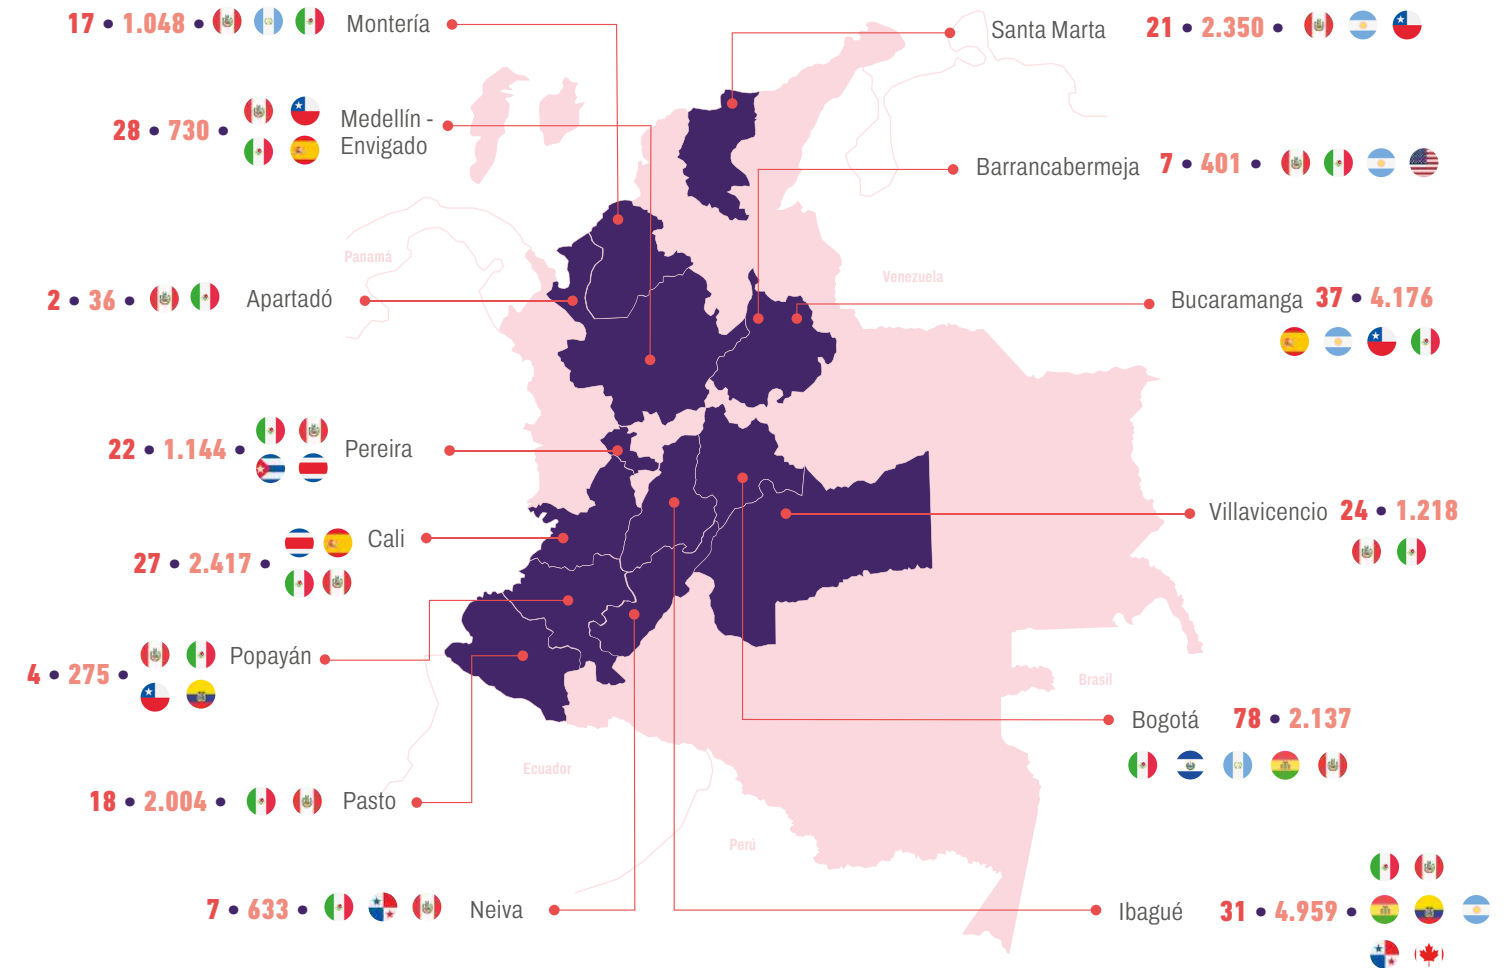 17 • 1.048 •
Montería
Santa Marta
21 • 2.350 •
28 • 730 •
Medellín -
Envigado
Barrancabermeja
7 • 401 •
Panamá
Venezuela
2 • 36 •
Apartadó
Bucaramanga
37 • 4.176
22 • 1.144 •
Pereira
Villavicencio
24 • 1.218
27 • 2.417 •
Cali
4 • 275 •
Popayán
Brasil
Bogotá
78 • 2.137
Ecuador
18 • 2.004 •
Pasto
Perú
7 • 633 •
Neiva
Ibagué
31 • 4.959 •